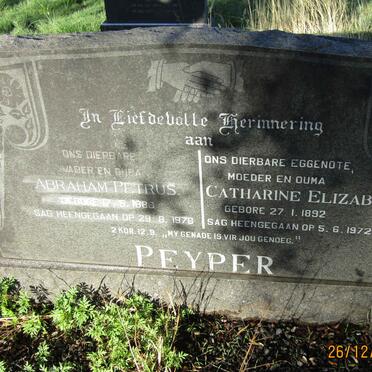 In Liefdevolle Herinnering
aan
ONS DIERBARE
VADER EN OUPA
ABRAHAM PETRUS
SAG HEENGEGAAN OP 29.8.1978
ONS DIERBARE EGGENOTE,
MOEDER EN OUMA
CATHARINE ELIZAB
GEBORE 27.1.1892
SAG HEENGEGAAN OP 5.6.1972
2 KOR.12.9. „MY GENADE IS VIR JOU GENOEG."
PEYPER
26/12/